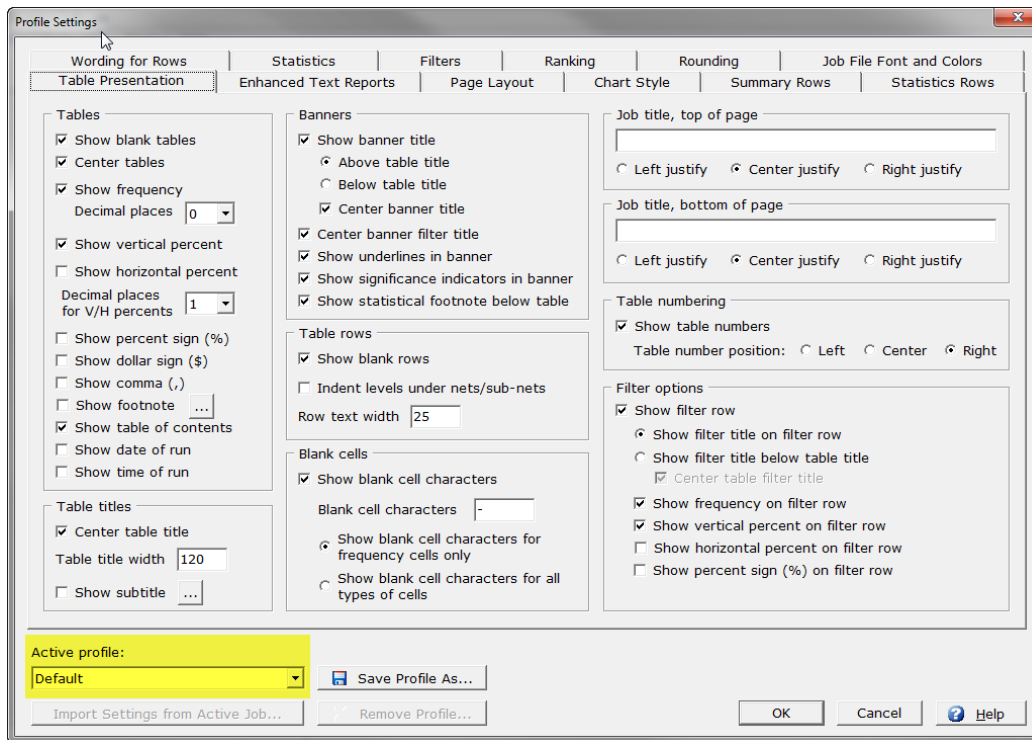 Profile Settings
Wording for Rows
Statistics
Filters
Ranking
Rounding
Job File Font and Colors
Table Presentation
Enhanced Text Reports
Page Layout
Chart Style
Summary Rows
Statistics Rows
Tables
Show blank tables
Center tables
Show frequency
Decimal places 0
Show vertical percent
Show horizontal percent
Decimal places
for V/H percents 1
Show percent sign (%)
Show dollar sign ($)
Show comma (,)
Show footnote ...
Show table of contents
Show date of run
Show time of run
Table titles
Center table title
Table title width 120
Show subtitle ...
Banners
Show banner title
Above table title
Below table title
Center banner title
Center banner filter title
Show underlines in banner
Show significance indicators in banner
Show statistical footnote below table
Table rows
Show blank rows
Indent levels under nets/sub-nets
Row text width 25
Blank cells
Show blank cell characters
Blank cell characters -
Show blank cell characters for
frequency cells only
Show blank cell characters for all
types of cells
Job title, top of page
Left justify Center justify Right justify
Job title, bottom of page
Left justify Center justify Right justify
Table numbering
Show table numbers
Table number position: Left Center Right
Filter options
Show filter row
Show filter title on filter row
Show filter title below table title
Center table filter title
Show frequency on filter row
Show vertical percent on filter row
Show horizontal percent on filter row
Show percent sign (%) on filter row
Active profile:
Default
Save Profile As...
Import Settings from Active Job...
Remove Profile...
OK
Cancel
Help